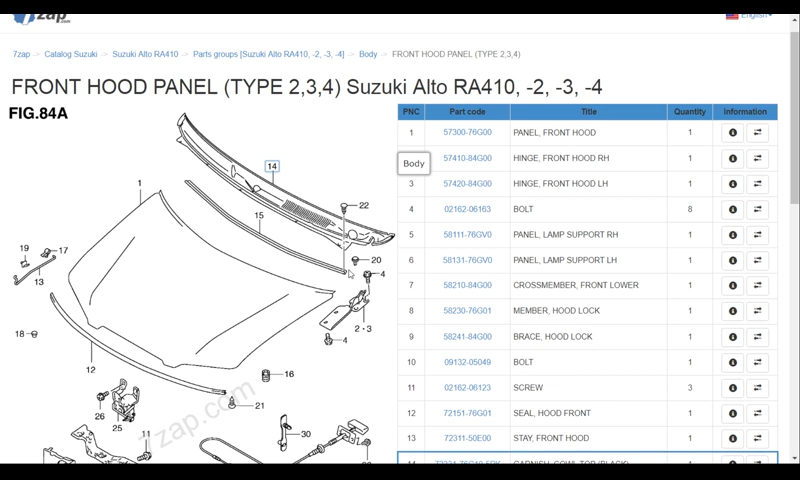 7zap.com
English
7zap -> Catalog Suzuki -> Suzuki Alto RA410 -> Parts groups [Suzuki Alto RA410, -2, -3, -4] -> Body -> FRONT HOOD PANEL (TYPE 2,3,4)
FRONT HOOD PANEL (TYPE 2,3,4) Suzuki Alto RA410, -2, -3, -4
FIG.84A
PNC Part code Title Quantity Information
1 57300-76G00 PANEL, FRONT HOOD 1
57410-84G00 HINGE, FRONT HOOD RH 1
Body
3 57420-84G00 HINGE, FRONT HOOD LH 1
4 02162-06163 BOLT 8
5 58111-76GV0 PANEL, LAMP SUPPORT RH 1
6 58131-76GV0 PANEL, LAMP SUPPORT LH 1
7 58210-84G00 CROSSMEMBER, FRONT LOWER 1
8 58230-76G01 MEMBER, HOOD LOCK 1
9 58241-84G00 BRACE, HOOD LOCK 1
10 09132-05049 BOLT 1
11 02162-06123 SCREW 3
12 72151-76G01 SEAL, HOOD FRONT 1
13 72311-50E00 STAY, FRONT HOOD 1
14 GARNISH, COWL TOP (BLACK) 1
14
1
22
15
19
17
20
4
13
2·3
18
4
12
16
21
26
25
11
30
7zap.com